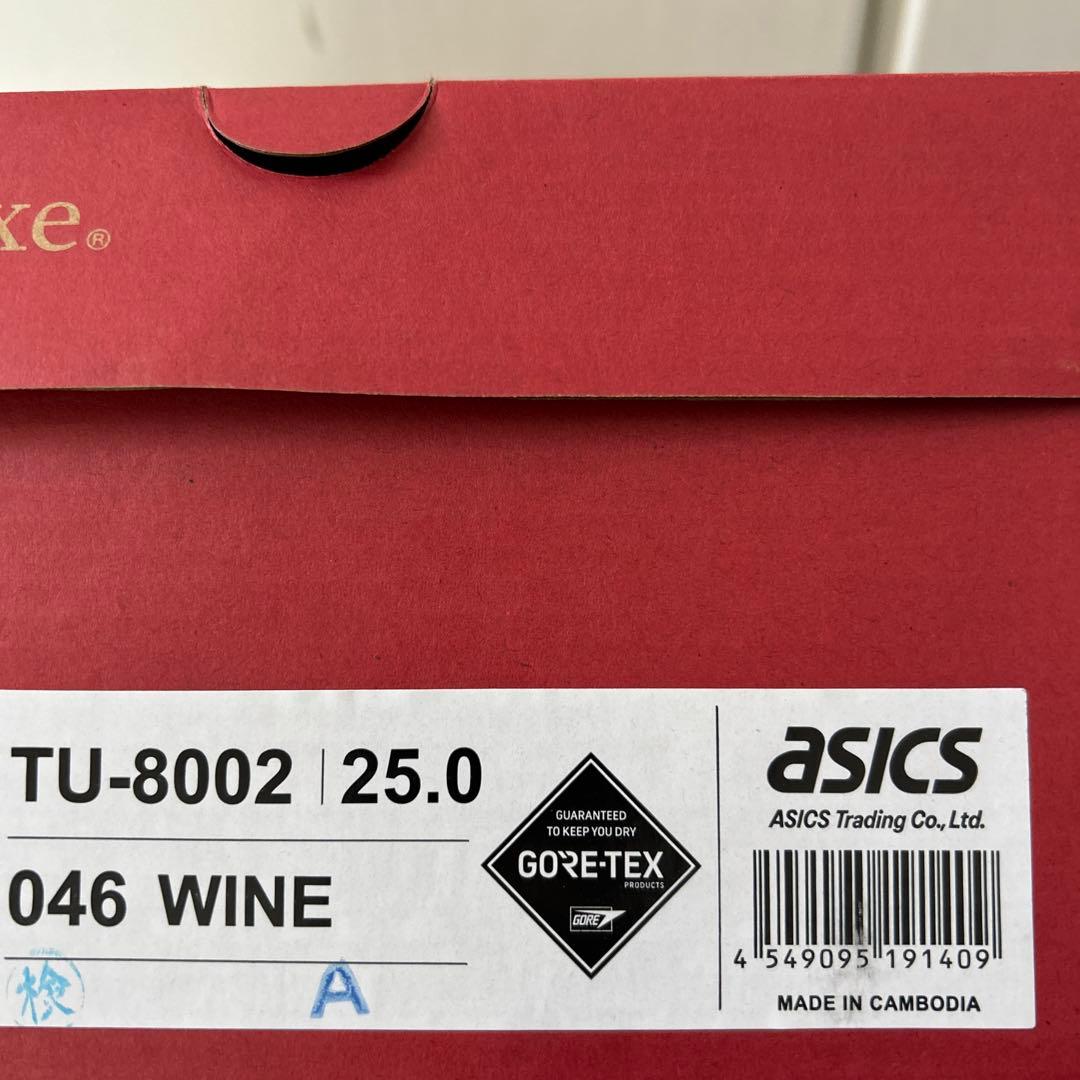 xe®
TU-8002 | 25.0
046 WINE
検
A
GUARANTEED
TO KEEP YOU DRY
GORE-TEX
PRODUCTS
GORE
asics
ASICS Trading Co., Ltd.
4 549095 191409
MADE IN CAMBODIA